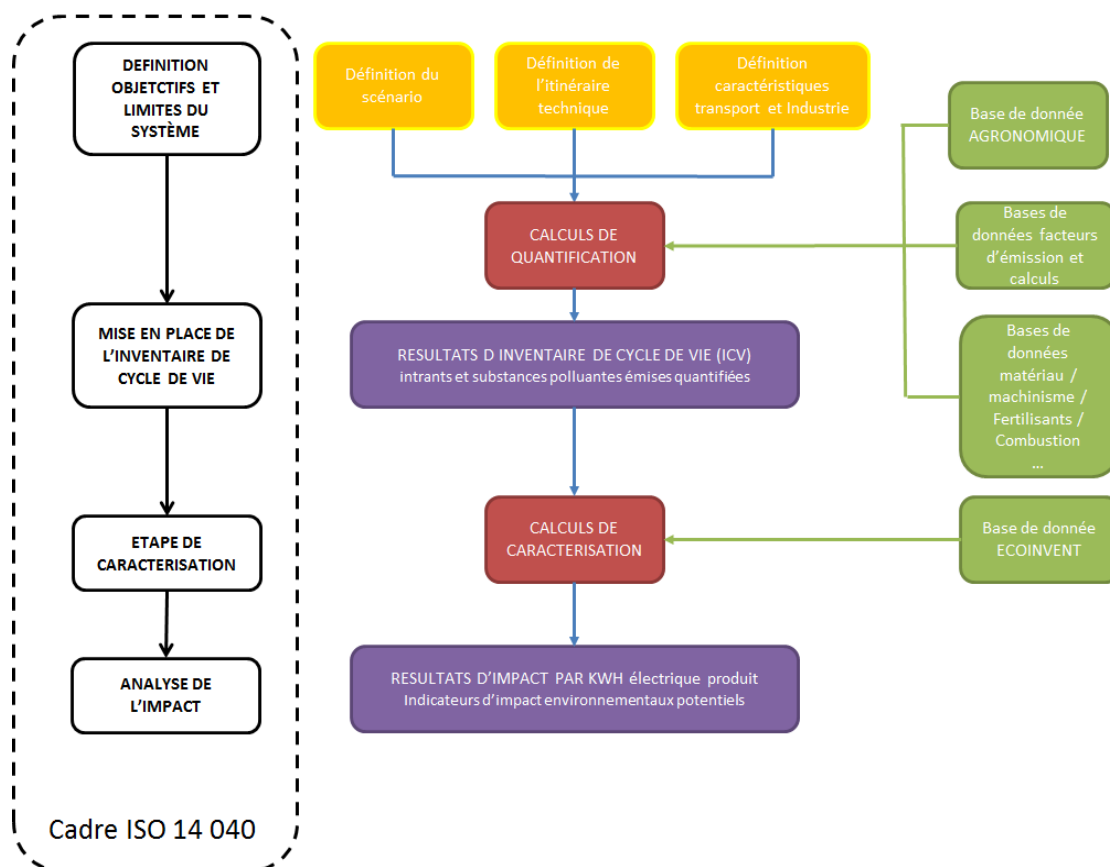 DEFINITION
OBJETCTIFS ET
LIMITES DU
SYSTÈME
MISE EN PLACE DE
L'INVENTAIRE DE
CYCLE DE VIE
ETAPE DE
CARACTERISATION
ANALYSE DE
L'IMPACT
Cadre ISO 14 040
Définition du
scénario
Définition de
l'itinéraire
technique
Définition
caractéristiques
transport et Industrie
CALCULS DE
QUANTIFICATION
RESULTATS D INVENTAIRE DE CYCLE DE VIE (ICV)
intrants et substances polluantes émises quantifiées
CALCULS DE
CARACTERISATION
RESULTATS D'IMPACT PAR KWH électrique produit
Indicateurs d'impact environnementaux potentiels
Base de donnée
AGRONOMIQUE
Bases de
données facteurs
d'émission et
calculs
Bases de
données
matériau /
machinisme /
Fertilisants /
Combustion
...
Base de donnée
ECOINVENT